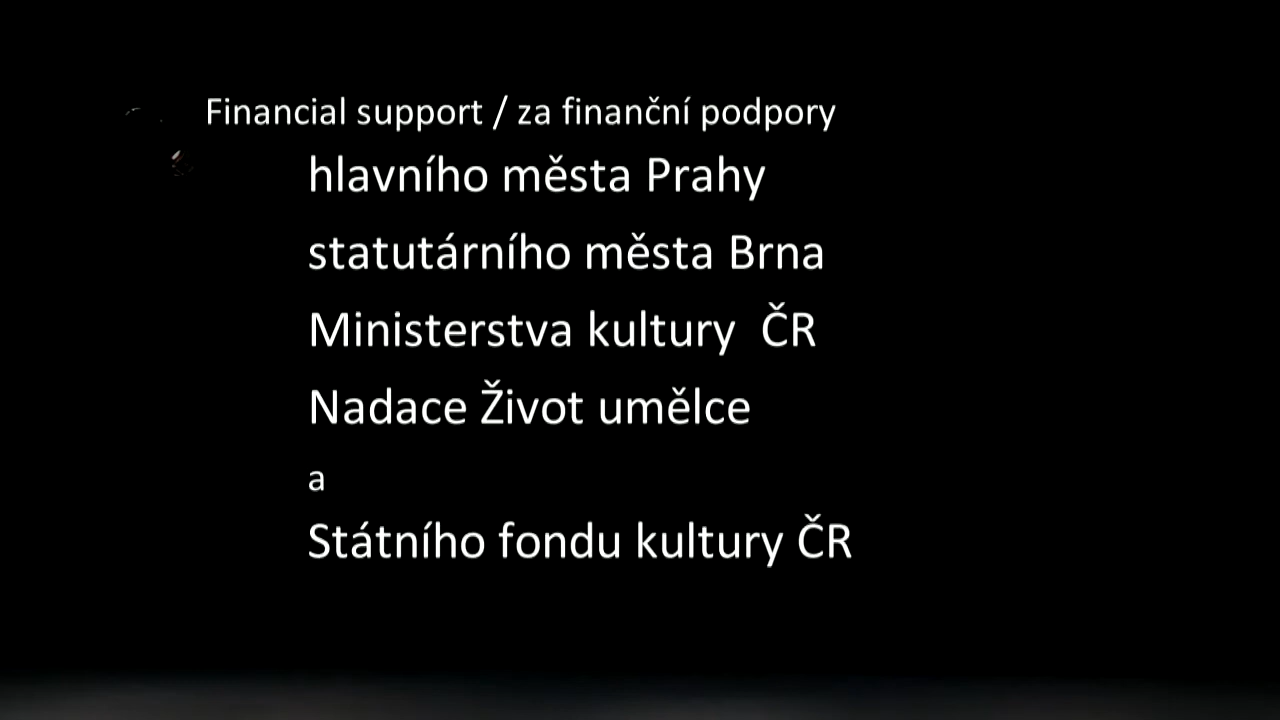 Financial support / za finanční podpory
hlavního města Prahy
statutárního města Brna
Ministerstva kultury ČR
Nadace Život umělce
a
Státního fondu kultury ČR